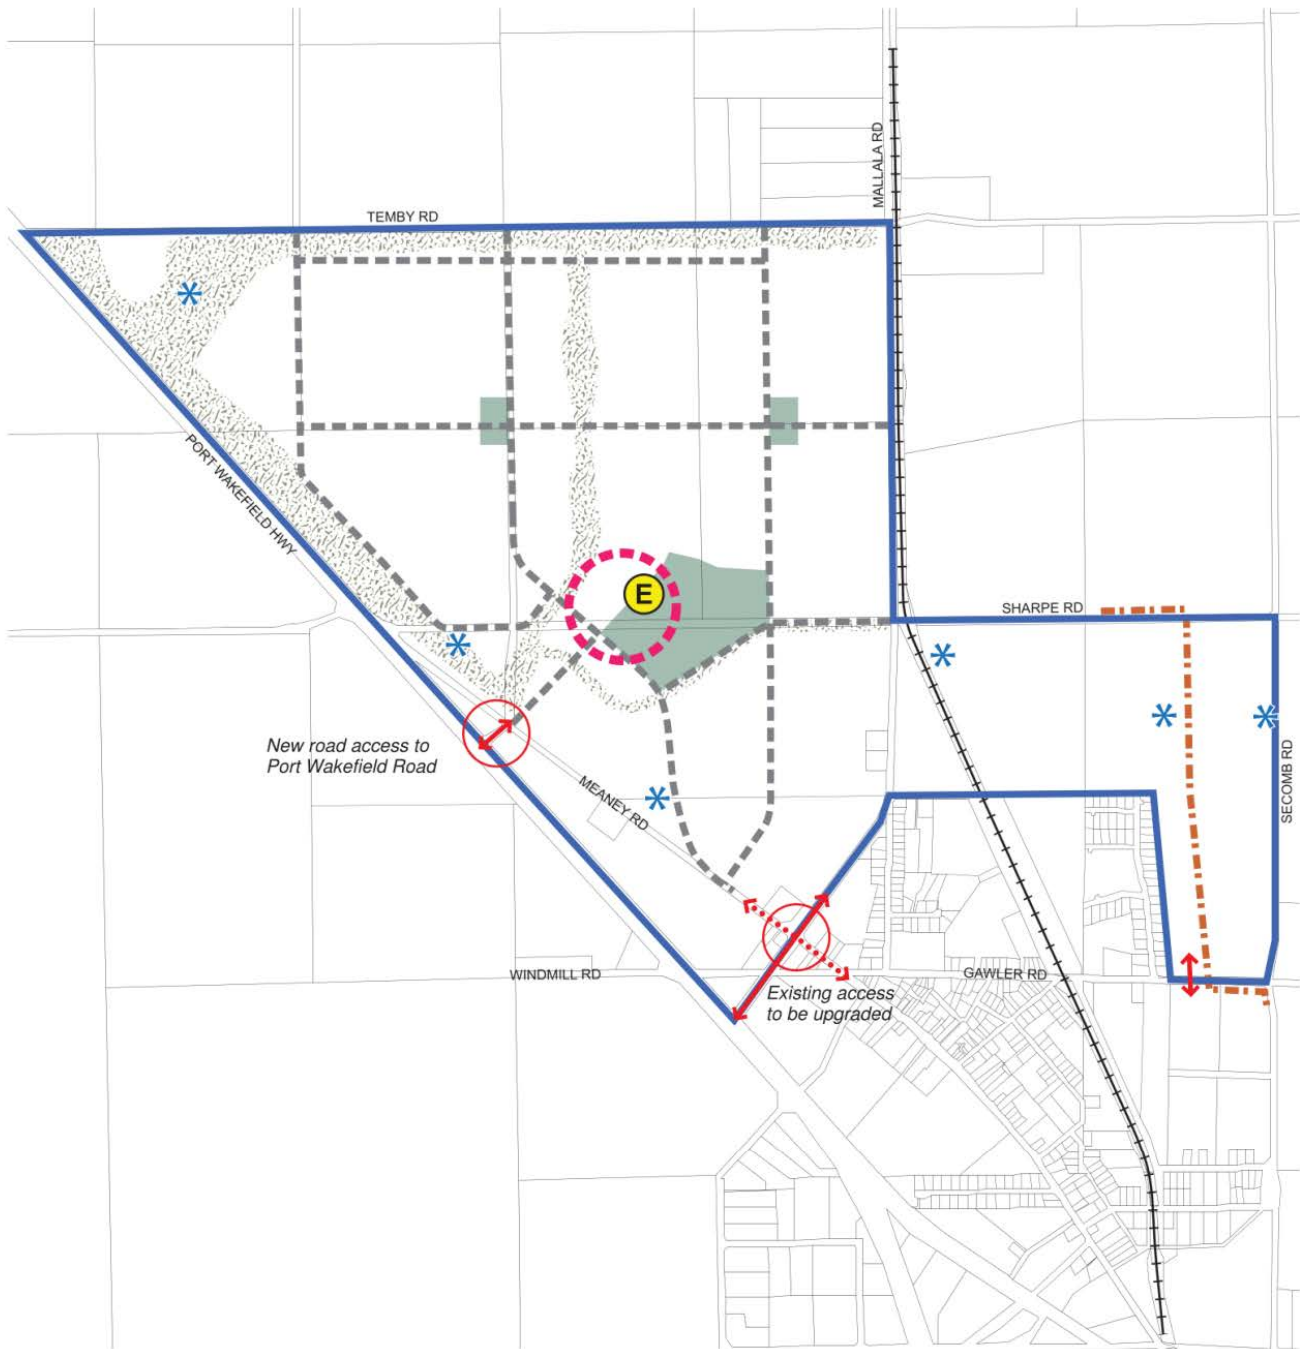 MALLALA RD
TEMBY RD
PORT WAKEFIELD HWY
E
SHARPE RD
New road access to
Port Wakefield Road
MEANEY RD
SECOMB RD
WINDMILL RD
GAWLER RD
Existing access
to be upgraded